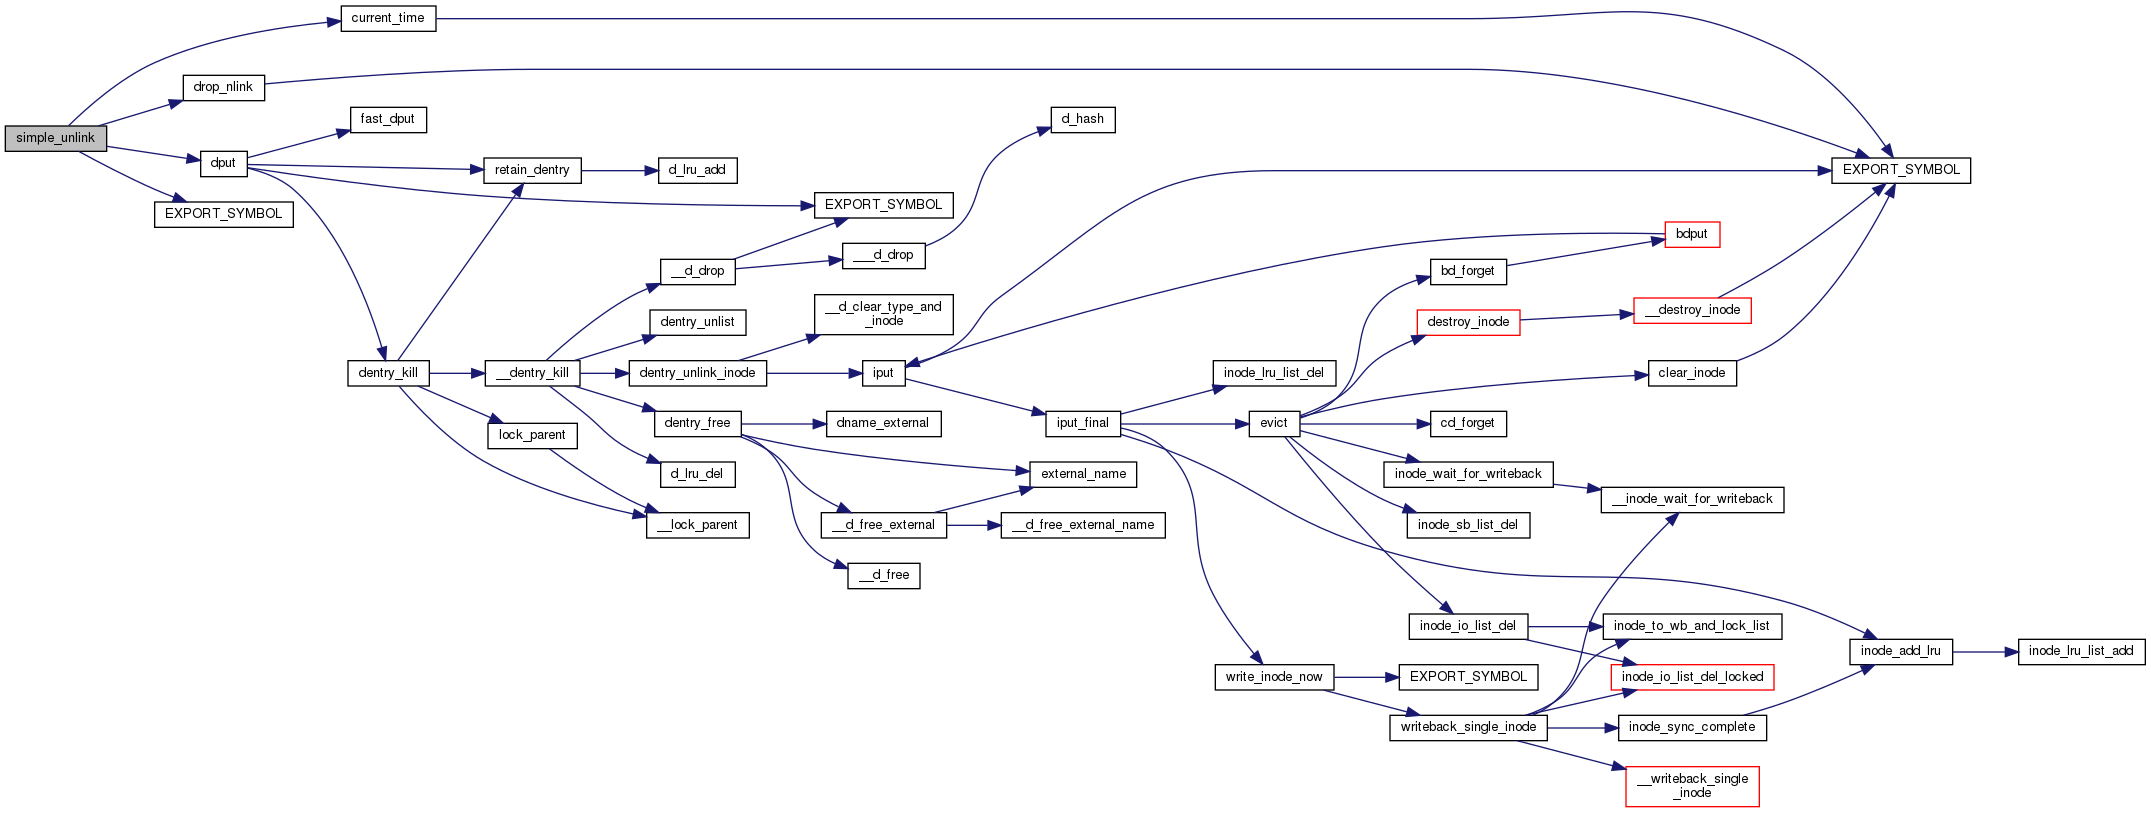 current_time
drop_nlink
fast_dput
d_hash
simple_unlink
dput
retain_dentry
d_lru_add
EXPORT_SYMBOL
EXPORT_SYMBOL
EXPORT_SYMBOL
bdput
__d_drop
___d_drop
bd_forget
__d_clear_type_and
_inode
__destroy_inode
dentry_unlist
destroy_inode
dentry_kill
__dentry_kill
dentry_unlink_inode
iput
inode_lru_list_del
clear_inode
dentry_free
dname_external
iput_final
evict
cd_forget
lock_parent
d_lru_del
external_name
inode_wait_for_writeback
__inode_wait_for_writeback
__lock_parent
__d_free_external
__d_free_external_name
inode_sb_list_del
__d_free
inode_io_list_del
inode_to_wb_and_lock_list
inode_add_lru
inode_lru_list_add
write_inode_now
EXPORT_SYMBOL
inode_io_list_del_locked
writeback_single_inode
inode_sync_complete
__writeback_single
_inode